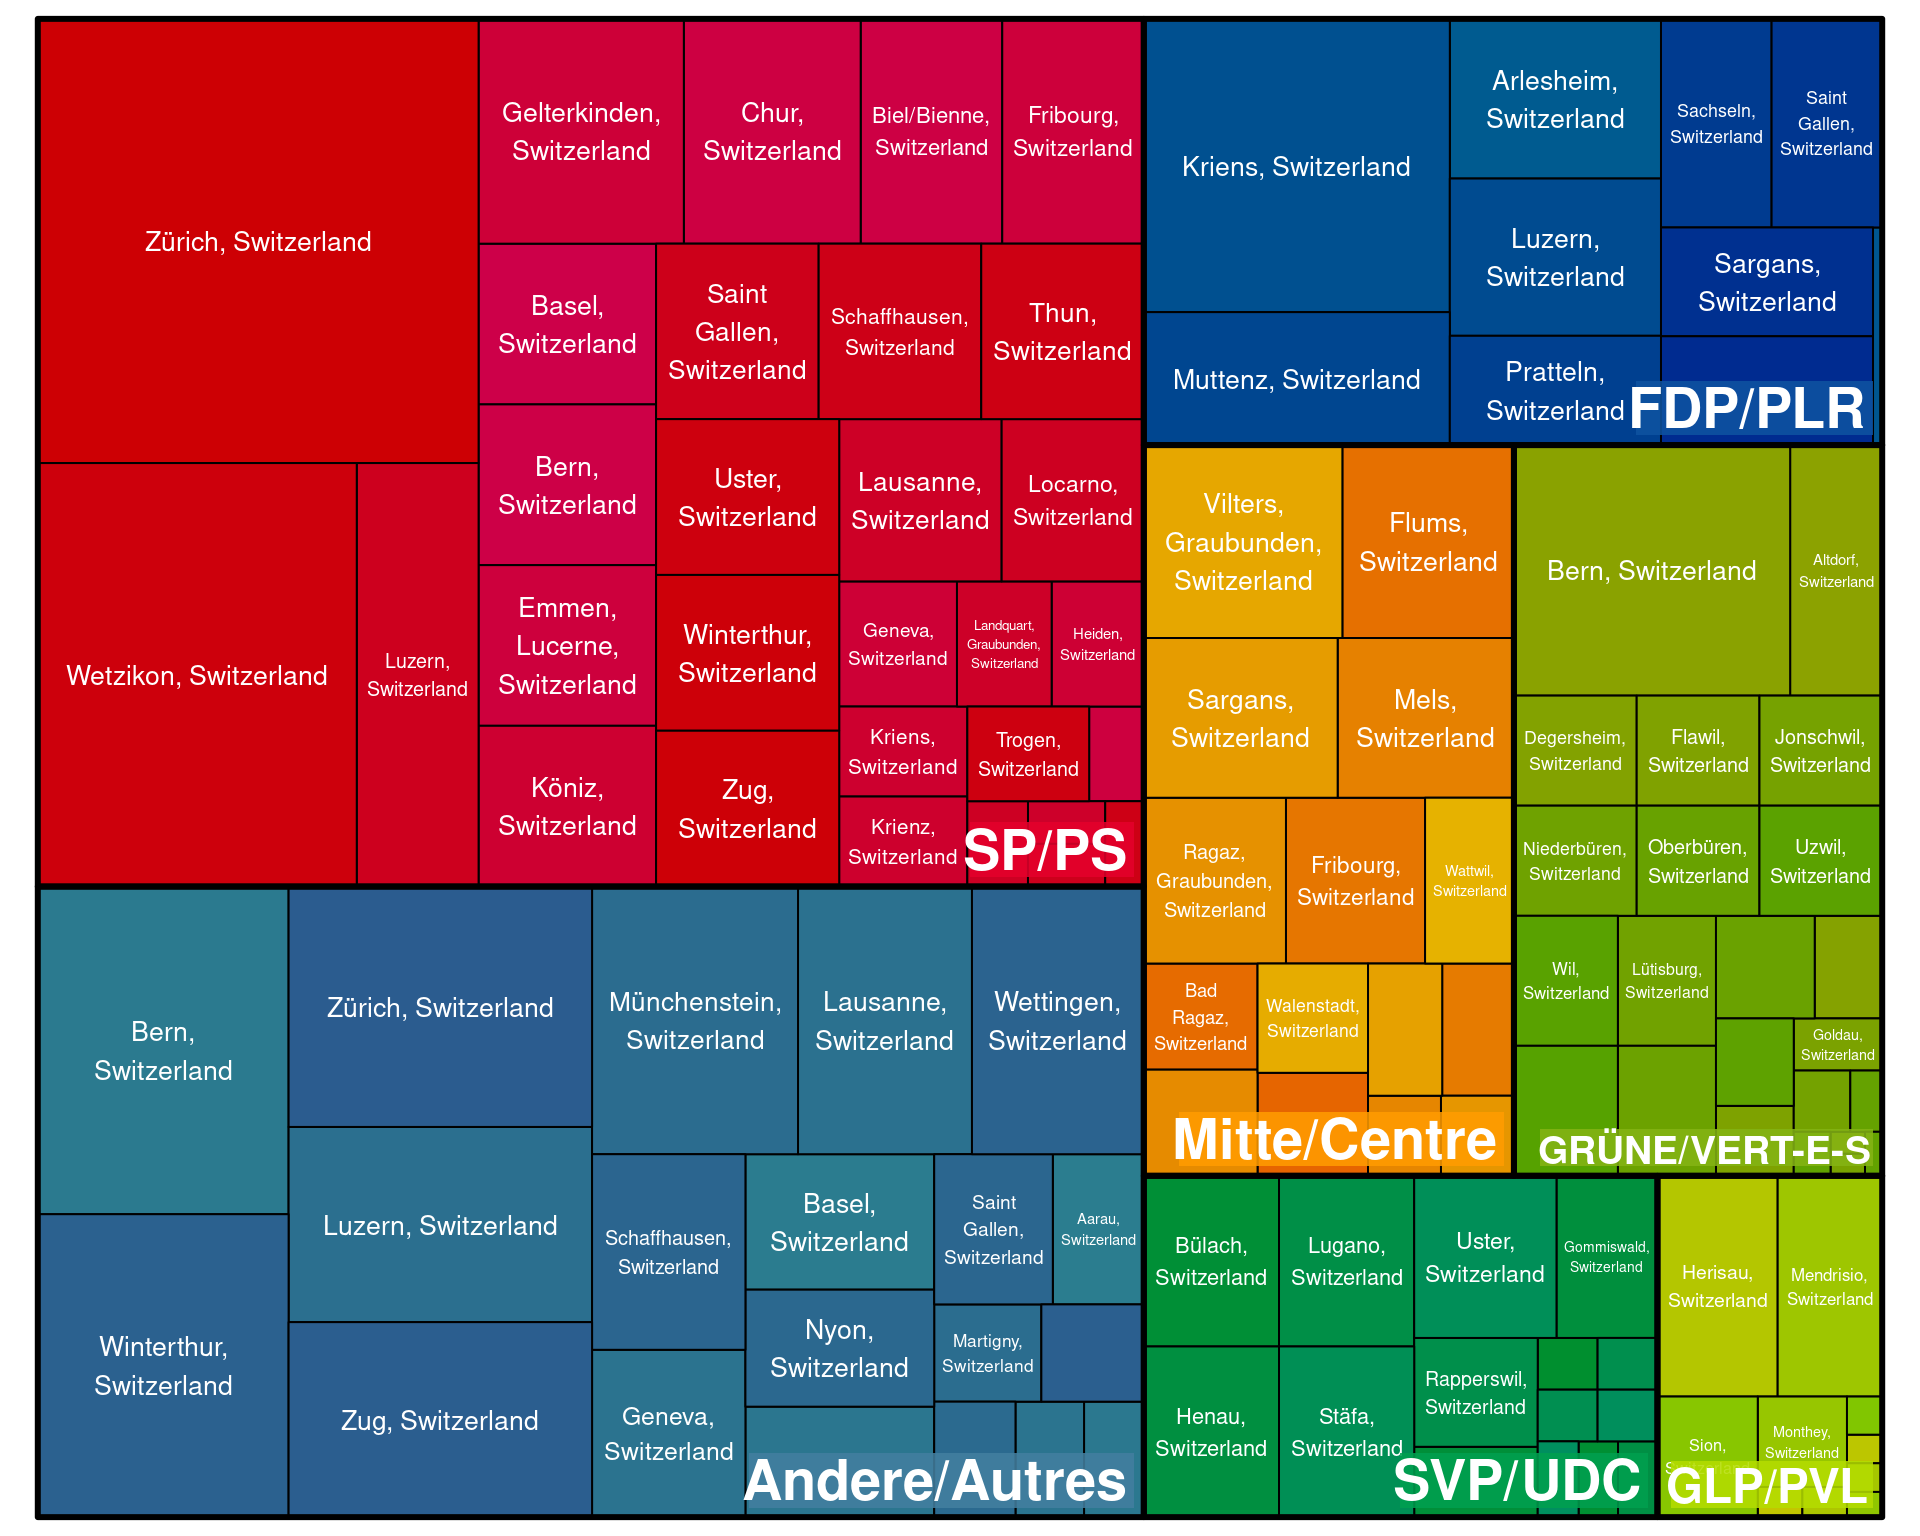 Zürich, Switzerland
Wetzikon, Switzerland
Luzern,
Switzerland
Gelterkinden,
Switzerland
Chur,
Switzerland
Biel/Bienne,
Switzerland
Fribourg,
Switzerland
Basel,
Switzerland
Bern,
Switzerland
Emmen,
Lucerne,
Switzerland
Köniz,
Switzerland
Saint
Gallen,
Switzerland
Schaffhausen,
Switzerland
Thun,
Switzerland
Uster,
Switzerland
Winterthur,
Switzerland
Zug,
Switzerland
Lausanne,
Switzerland
Locarno,
Switzerland
Geneva,
Switzerland
Landquart,
Graubunden,
Switzerland
Heiden,
Switzerland
Kriens,
Switzerland
Krienz,
Switzerland
Trogen,
Switzerland
SP/PS
Bern,
Switzerland
Winterthur,
Switzerland
Zürich, Switzerland
Luzern, Switzerland
Zug, Switzerland
Münchenstein,
Switzerland
Lausanne,
Switzerland
Wettingen,
Switzerland
Schaffhausen,
Switzerland
Geneva,
Switzerland
Basel,
Switzerland
Nyon,
Switzerland
Saint
Gallen,
Switzerland
Aarau,
Switzerland
Martigny,
Switzerland
Andere/Autres
Kriens, Switzerland
Muttenz, Switzerland
Arlesheim,
Switzerland
Luzern,
Switzerland
Pratteln,
Switzerland
Sachseln,
Switzerland
Saint
Gallen,
Switzerland
Sargans,
Switzerland
FDP/PLR
Vilters,
Graubunden,
Switzerland
Flums,
Switzerland
Sargans,
Switzerland
Mels,
Switzerland
Ragaz,
Graubunden,
Switzerland
Fribourg,
Switzerland
Wattwil,
Switzerland
Bad
Ragaz,
Switzerland
Walenstadt,
Switzerland
Mitte/Centre
Bern, Switzerland
Altdorf,
Switzerland
Degersheim,
Switzerland
Flawil,
Switzerland
Jonschwil,
Switzerland
Niederbüren,
Switzerland
Oberbüren,
Switzerland
Uzwil,
Switzerland
Wil,
Switzerland
Lütisburg,
Switzerland
Goldau,
Switzerland
GRÜNE/VERT-E-S
Bülach,
Switzerland
Lugano,
Switzerland
Uster,
Switzerland
Gommiswald,
Switzerland
Henau,
Switzerland
Stäfa,
Switzerland
Rapperswil,
Switzerland
SVP/UDC
Herisau,
Switzerland
Mendrisio,
Switzerland
Sion,
Switzerland
Monthey,
Switzerland
GLP/PVL